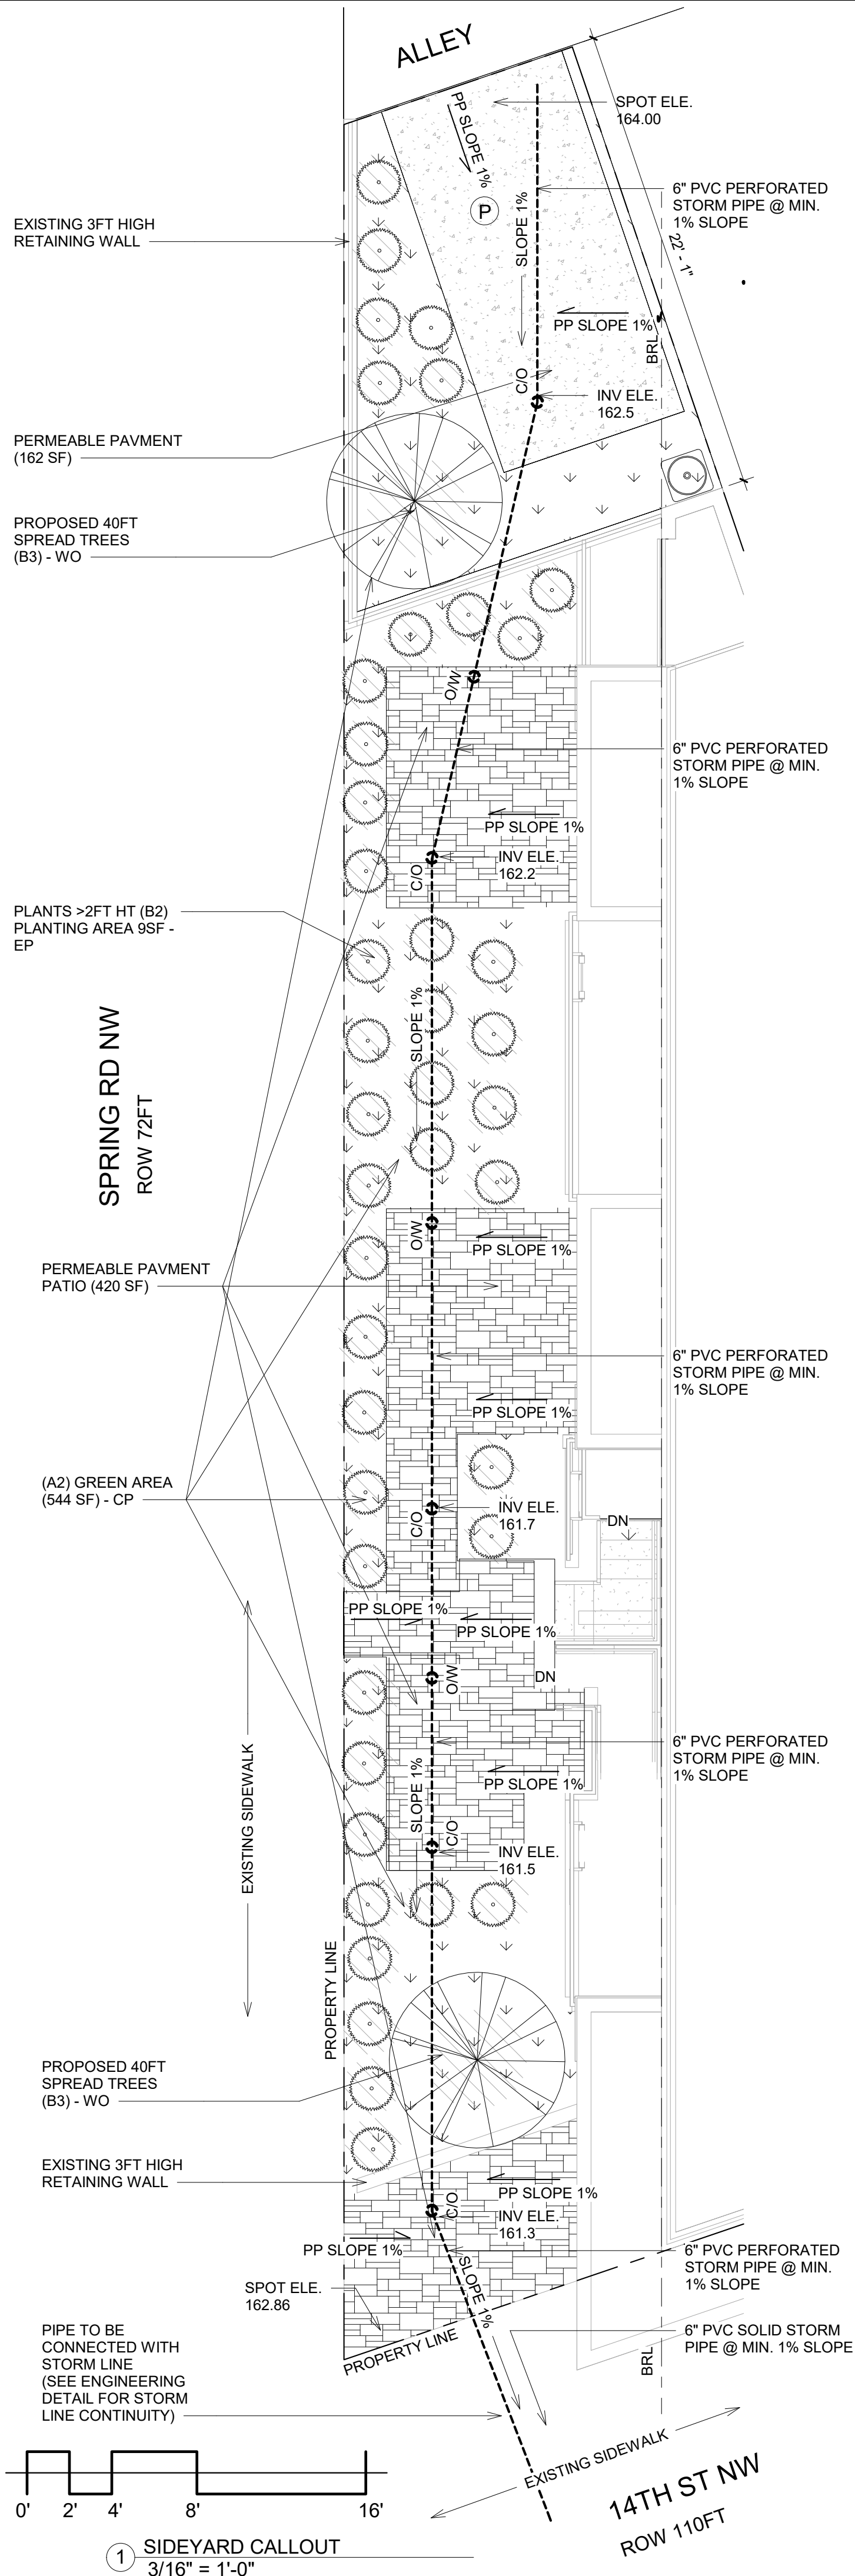 ALLEY
PP SLOPE 1%
SPOT ELE.
164.00
P
SLOPE 1%
6" PVC PERFORATED
STORM PIPE @ MIN.
1% SLOPE
EXISTING 3FT HIGH
RETAINING WALL
22' - 1"
PP SLOPE 1%
BRL
C/O
INV ELE.
162.5
PERMEABLE PAVMENT
(162 SF)
PROPOSED 40FT
SPREAD TREES
(B3) - WO
O/W
6" PVC PERFORATED
STORM PIPE @ MIN.
1% SLOPE
PP SLOPE 1%
C/O
INV ELE.
162.2
PLANTS >2FT HT (B2)
PLANTING AREA 9SF -
EP
SLOPE 1%
SPRING RD NW
ROW 72FT
O/W
PP SLOPE 1%
PERMEABLE PAVMENT
PATIO (420 SF)
6" PVC PERFORATED
STORM PIPE @ MIN.
1% SLOPE
PP SLOPE 1%
(A2) GREEN AREA
(544 SF) - CP
C/O
INV ELE.
161.7
DN
PP SLOPE 1%
PP SLOPE 1%
O/W
DN
6" PVC PERFORATED
STORM PIPE @ MIN.
1% SLOPE
EXISTING SIDEWALK
SLOPE 1%
PP SLOPE 1%
C/O
INV ELE.
161.5
PROPERTY LINE
PROPOSED 40FT
SPREAD TREES
(B3) - WO
EXISTING 3FT HIGH
RETAINING WALL
PP SLOPE 1%
C/O
INV ELE.
161.3
PP SLOPE 1%
SLOPE 1%
6" PVC PERFORATED
STORM PIPE @ MIN.
1% SLOPE
SPOT ELE.
162.86
PIPE TO BE
CONNECTED WITH
STORM LINE
(SEE ENGINEERING
DETAIL FOR STORM
LINE CONTINUITY)
PROPERTY LINE
6" PVC SOLID STORM
PIPE @ MIN. 1% SLOPE
BRL
EXISTING SIDEWALK
14TH ST NW
ROW 110FT
0' 2' 4' 8' 16'
1 SIDEYARD CALLOUT
3/16" = 1'-0"